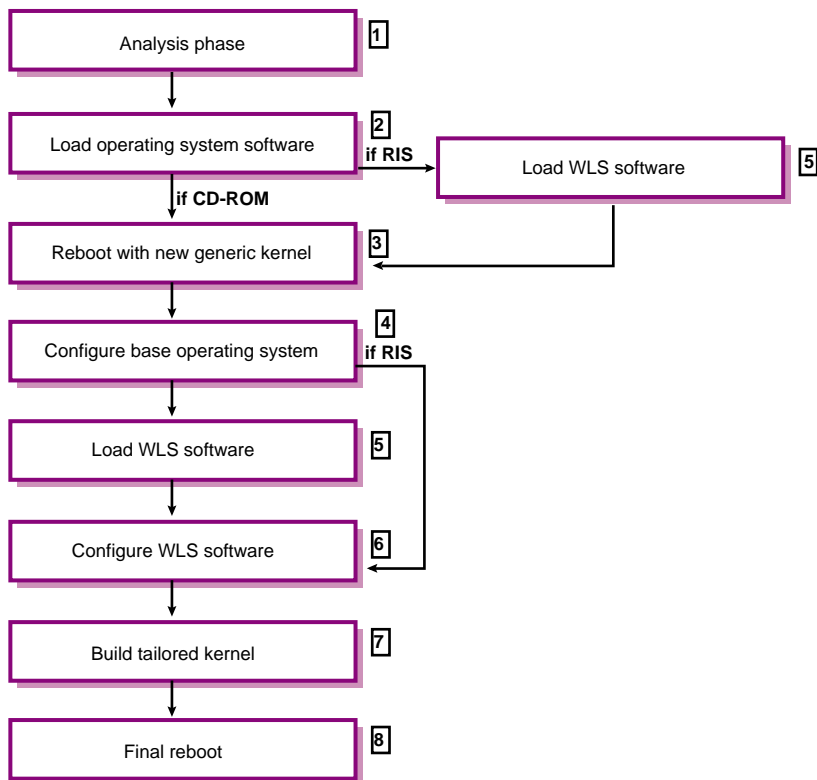 Analysis phase
1
Load operating system software
2
if RIS
Load WLS software
5
if CD-ROM
Reboot with new generic kernel
3
Configure base operating system
4
if RIS
Load WLS software
5
Configure WLS software
6
Build tailored kernel
7
Final reboot
8